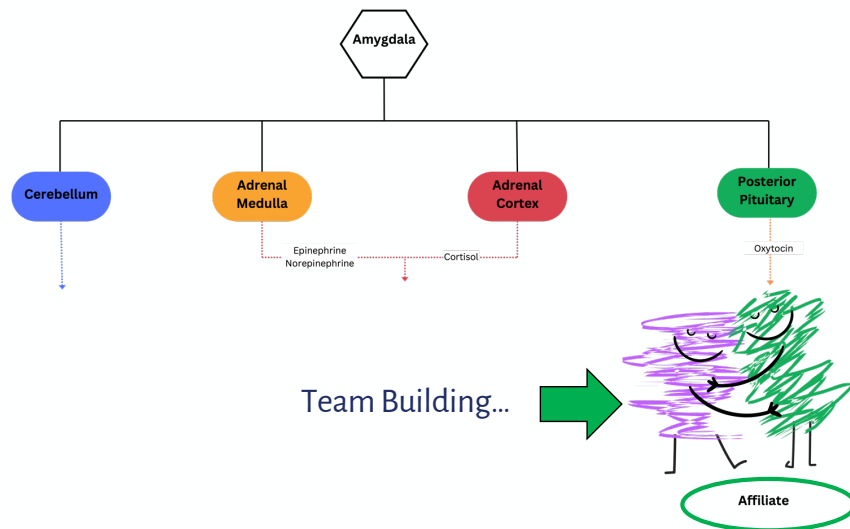 Amygdala
Cerebellum
Adrenal
Medulla
Adrenal
Cortex
Posterior
Pituitary
Epinephrine
Norepinephrine
Cortisol
Oxytocin
Team Building...
Affiliate